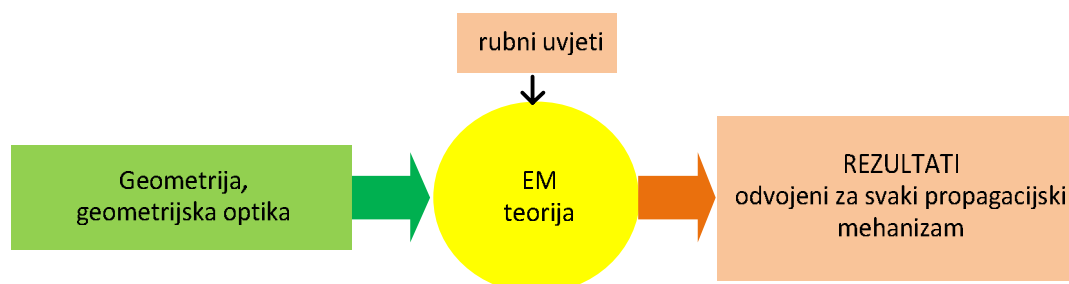 rubni uvjeti
Geometrija,
geometrijska optika
EM
teorija
REZULTATI
odvojeni za svaki propagacijski
mehanizam